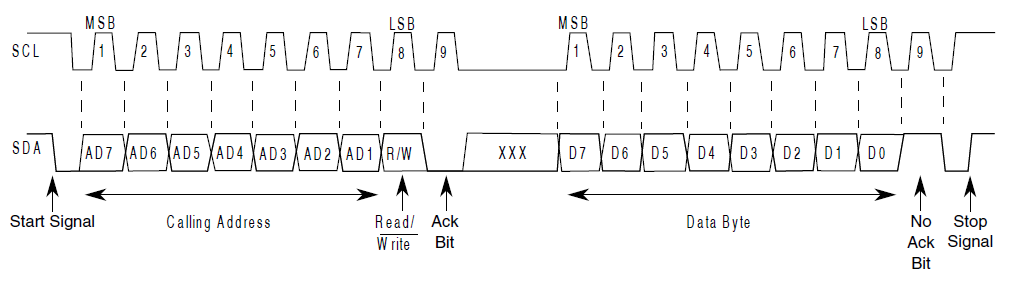 MSB LSB MSB LSB
SCL 1 2 3 4 5 6 7 8 9 1 2 3 4 5 6 7 8 9
SDA AD7 AD6 AD5 AD4 AD3 AD2 AD1 R/W XXX D7 D6 D5 D4 D3 D2 D1 D0
Start Signal Calling Address Read/ Ack Data Byte No Stop
Write Bit Ack Signal
Bit